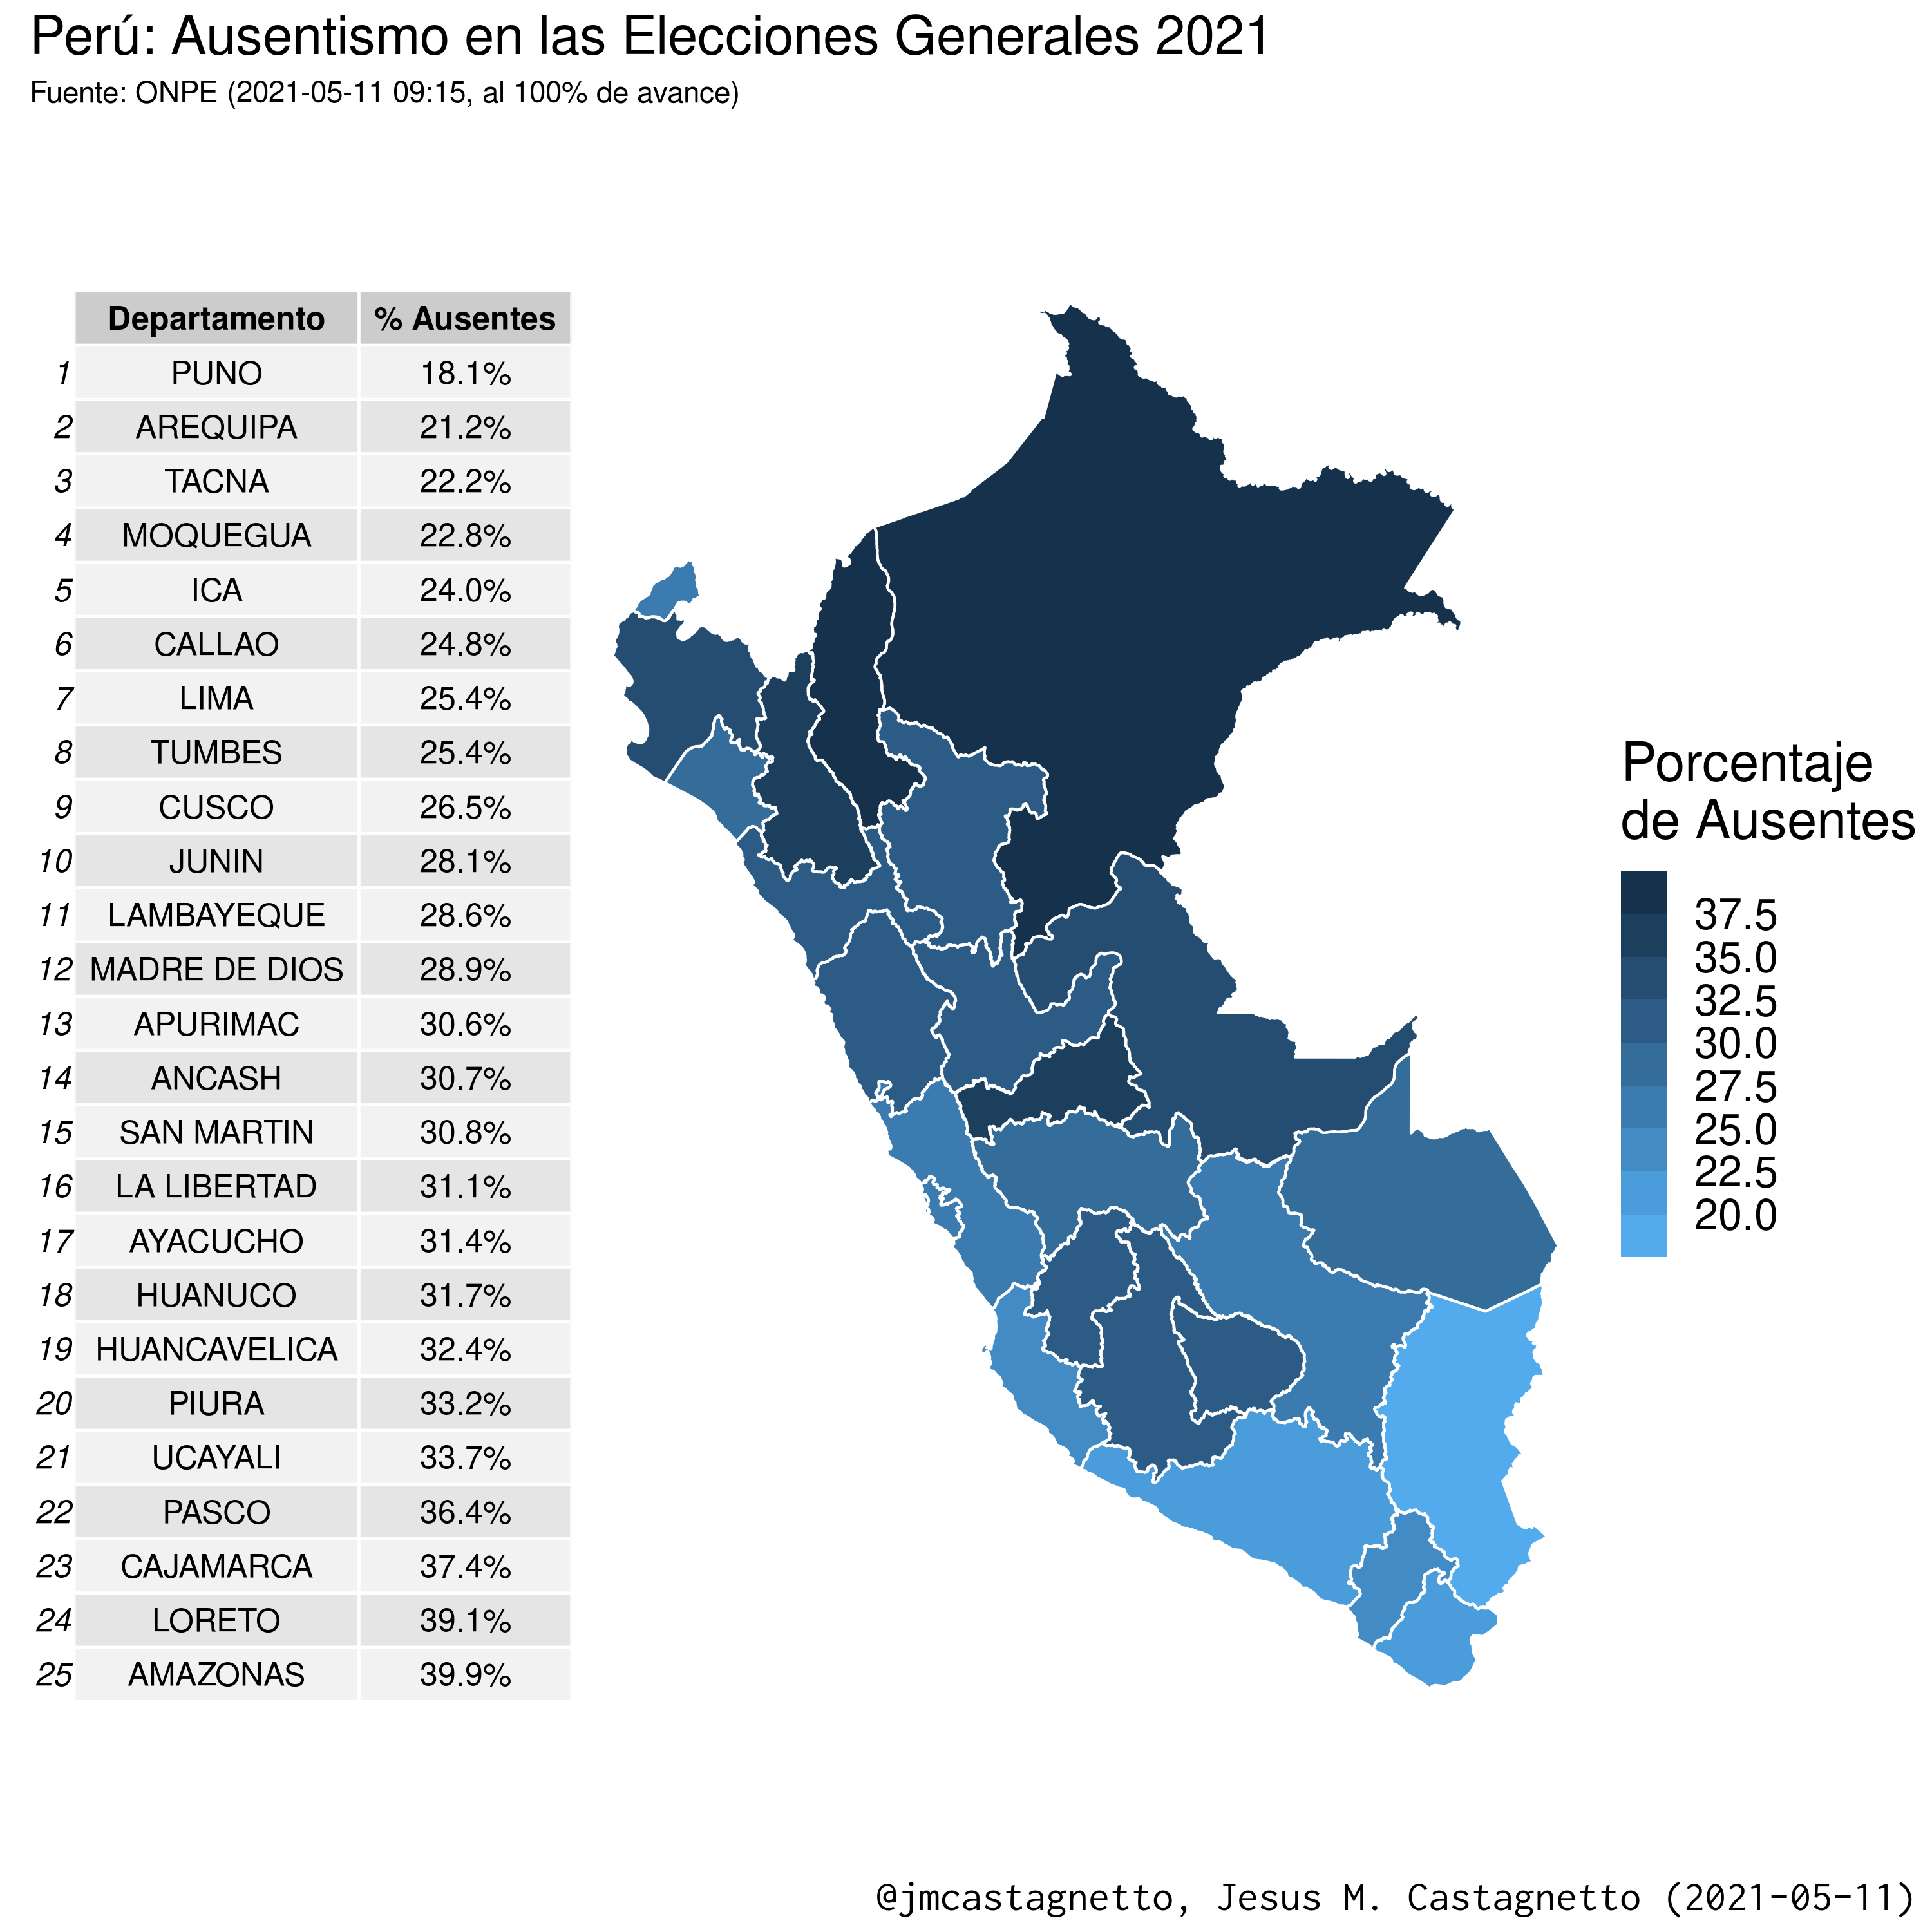 Perú: Ausentismo en las Elecciones Generales 2021
Fuente: ONPE (2021-05-11 09:15, al 100% de avance)
Departamento % Ausentes
1 PUNO 18.1%
2 AREQUIPA 21.2%
3 TACNA 22.2%
4 MOQUEGUA 22.8%
5 ICA 24.0%
6 CALLAO 24.8%
7 LIMA 25.4%
8 TUMBES 25.4%
9 CUSCO 26.5%
10 JUNIN 28.1%
11 LAMBAYEQUE 28.6%
12 MADRE DE DIOS 28.9%
13 APURIMAC 30.6%
14 ANCASH 30.7%
15 SAN MARTIN 30.8%
16 LA LIBERTAD 31.1%
17 AYACUCHO 31.4%
18 HUANUCO 31.7%
19 HUANCAVELICA 32.4%
20 PIURA 33.2%
21 UCAYALI 33.7%
22 PASCO 36.4%
23 CAJAMARCA 37.4%
24 LORETO 39.1%
25 AMAZONAS 39.9%
Porcentaje
de Ausentes
37.5
35.0
32.5
30.0
27.5
25.0
22.5
20.0
@jmcastagnetto, Jesus M. Castagnetto (2021-05-11)